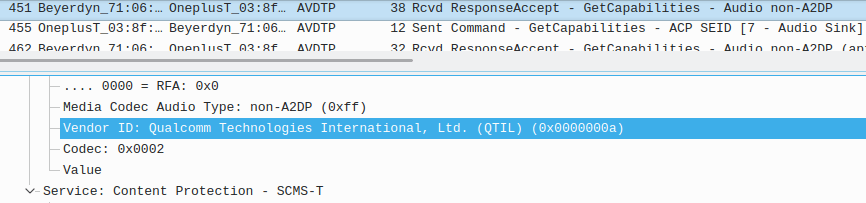 451 Beyerdyn_71:06:… OneplusT_03:8f… AVDTP 38 Rcvd ResponseAccept - GetCapabilities - Audio non-A2DP
455 OneplusT_03:8f:… Beyerdyn_71:06… AVDTP 12 Sent Command - GetCapabilities - ACP SEID [7 - Audio Sink]
462 Beyerdyn_71:06: OneplusT_03:8f AVDTP 32 Rcvd ResponseAccept - GetCapabilities - Audio non-A2DP (
.... 0000 = RFA: 0x0
Media Codec Audio Type: non-A2DP (0xff)
Vendor ID: Qualcomm Technologies International, Ltd. (QTIL) (0x0000000a)
Codec: 0x0002
Value
Service: Content Protection - SCMS-T